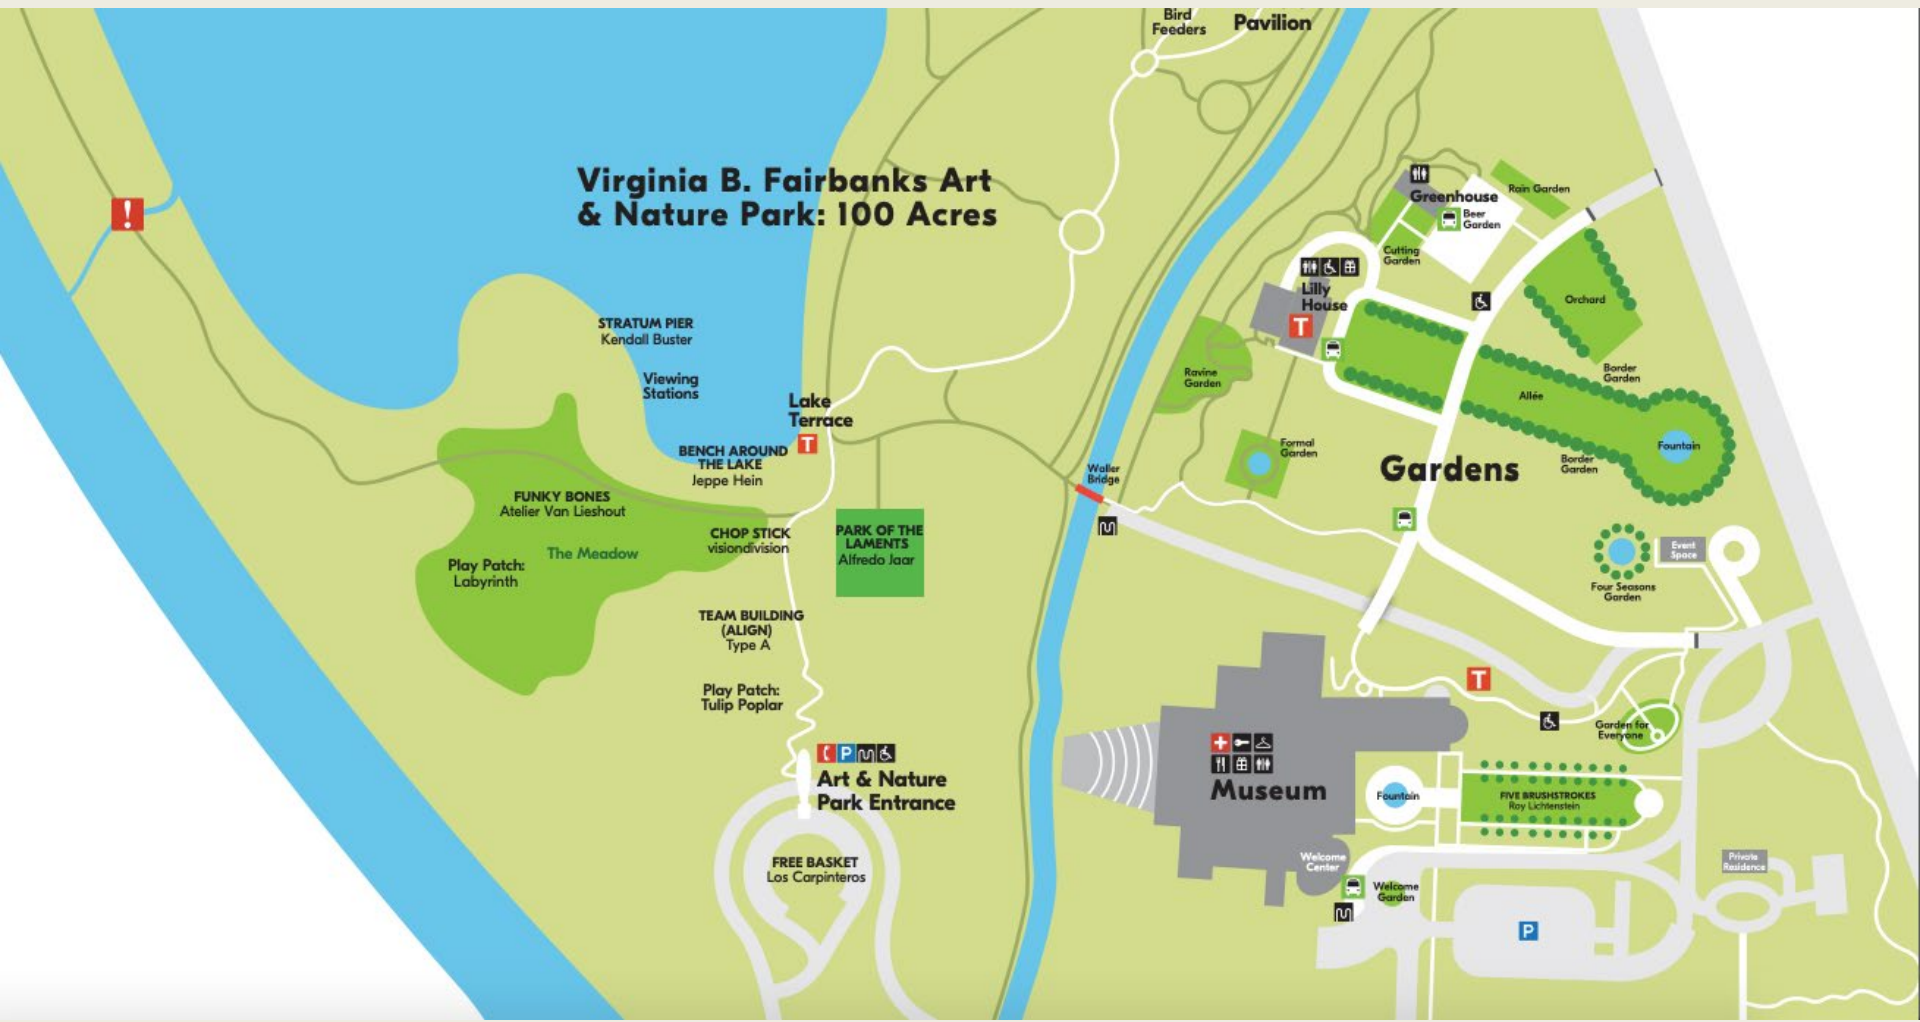 Bird
Feeders
Pavilion
Virginia B. Fairbanks Art
& Nature Park: 100 Acres
!
Greenhouse
Rain Garden
Beer
Garden
Cutting
Garden
Lilly
House
T
Orchard
STRATUM PIER
Kendall Buster
Viewing
Stations
Ravine
Garden
Border
Garden
Allée
Lake
Terrace
T
BENCH AROUND
THE LAKE
Jeppe Hein
Fountain
Formal
Garden
Border
Garden
Gardens
Waller
Bridge
FUNKY BONES
Atelier Van Lieshout
CHOP STICK
visiondivision
PARK OF THE
LAMENTS
Alfredo Jaar
The Meadow
Play Patch:
Labyrinth
Event
Space
Four Seasons
Garden
TEAM BUILDING
(ALIGN)
Type A
T
Play Patch:
Tulip Poplar
Garden for
Everyone
P
Art & Nature
Park Entrance
Museum
Fountain
FIVE BRUSHSTROKES
Roy Lichtenstein
FREE BASKET
Los Carpinteros
Welcome
Center
Welcome
Garden
Private
Residence
P